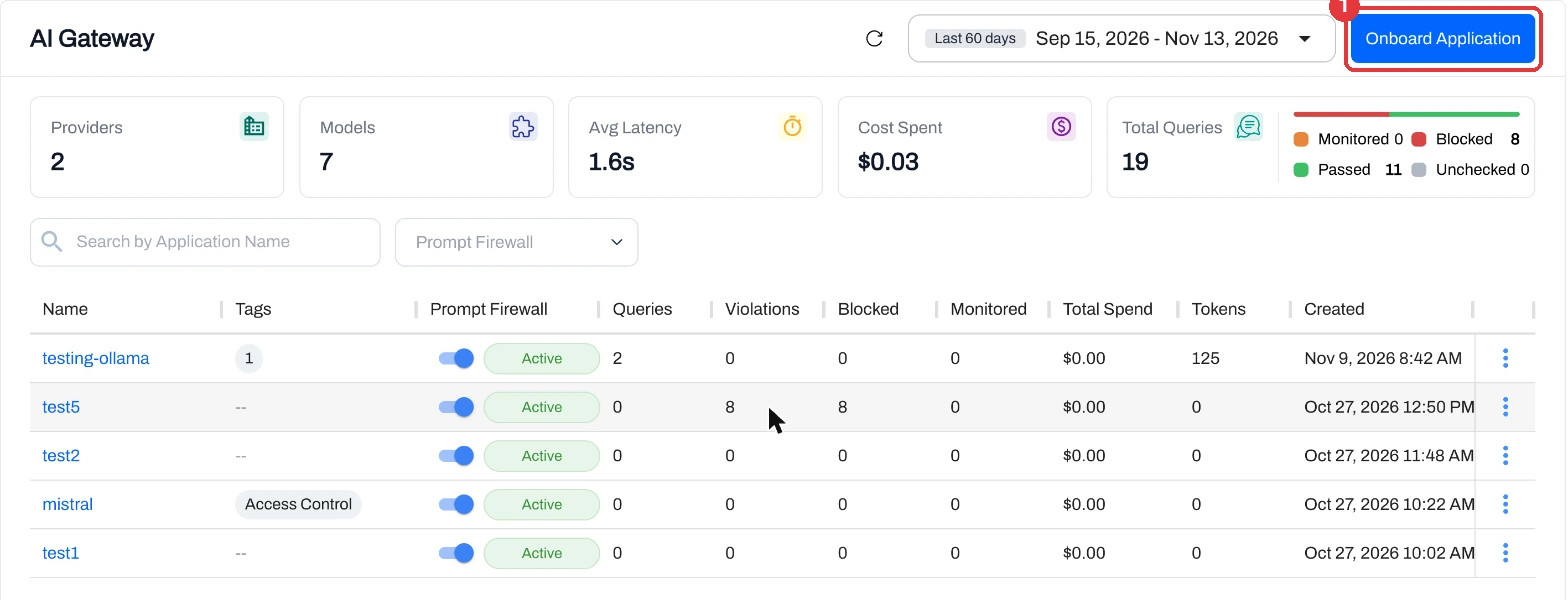 AI Gateway
Last 60 days Sep 15, 2026 - Nov 13, 2026
1
Onboard Application
Providers
2
Models
7
Avg Latency
1.6s
Cost Spent
$0.03
Total Queries
19
Monitored 0 Blocked 8
Passed 11 Unchecked 0
Search by Application Name
Prompt Firewall
Name Tags Prompt Firewall Queries Violations Blocked Monitored Total Spend Tokens Created
testing-ollama 1 Active 2 0 0 0 $0.00 125 Nov 9, 2026 8:42 AM
test5 -- Active 0 8 8 0 $0.00 0 Oct 27, 2026 12:50 PM
test2 -- Active 0 0 0 0 $0.00 0 Oct 27, 2026 11:48 AM
mistral Access Control Active 0 0 0 0 $0.00 0 Oct 27, 2026 10:22 AM
test1 -- Active 0 0 0 0 $0.00 0 Oct 27, 2026 10:02 AM